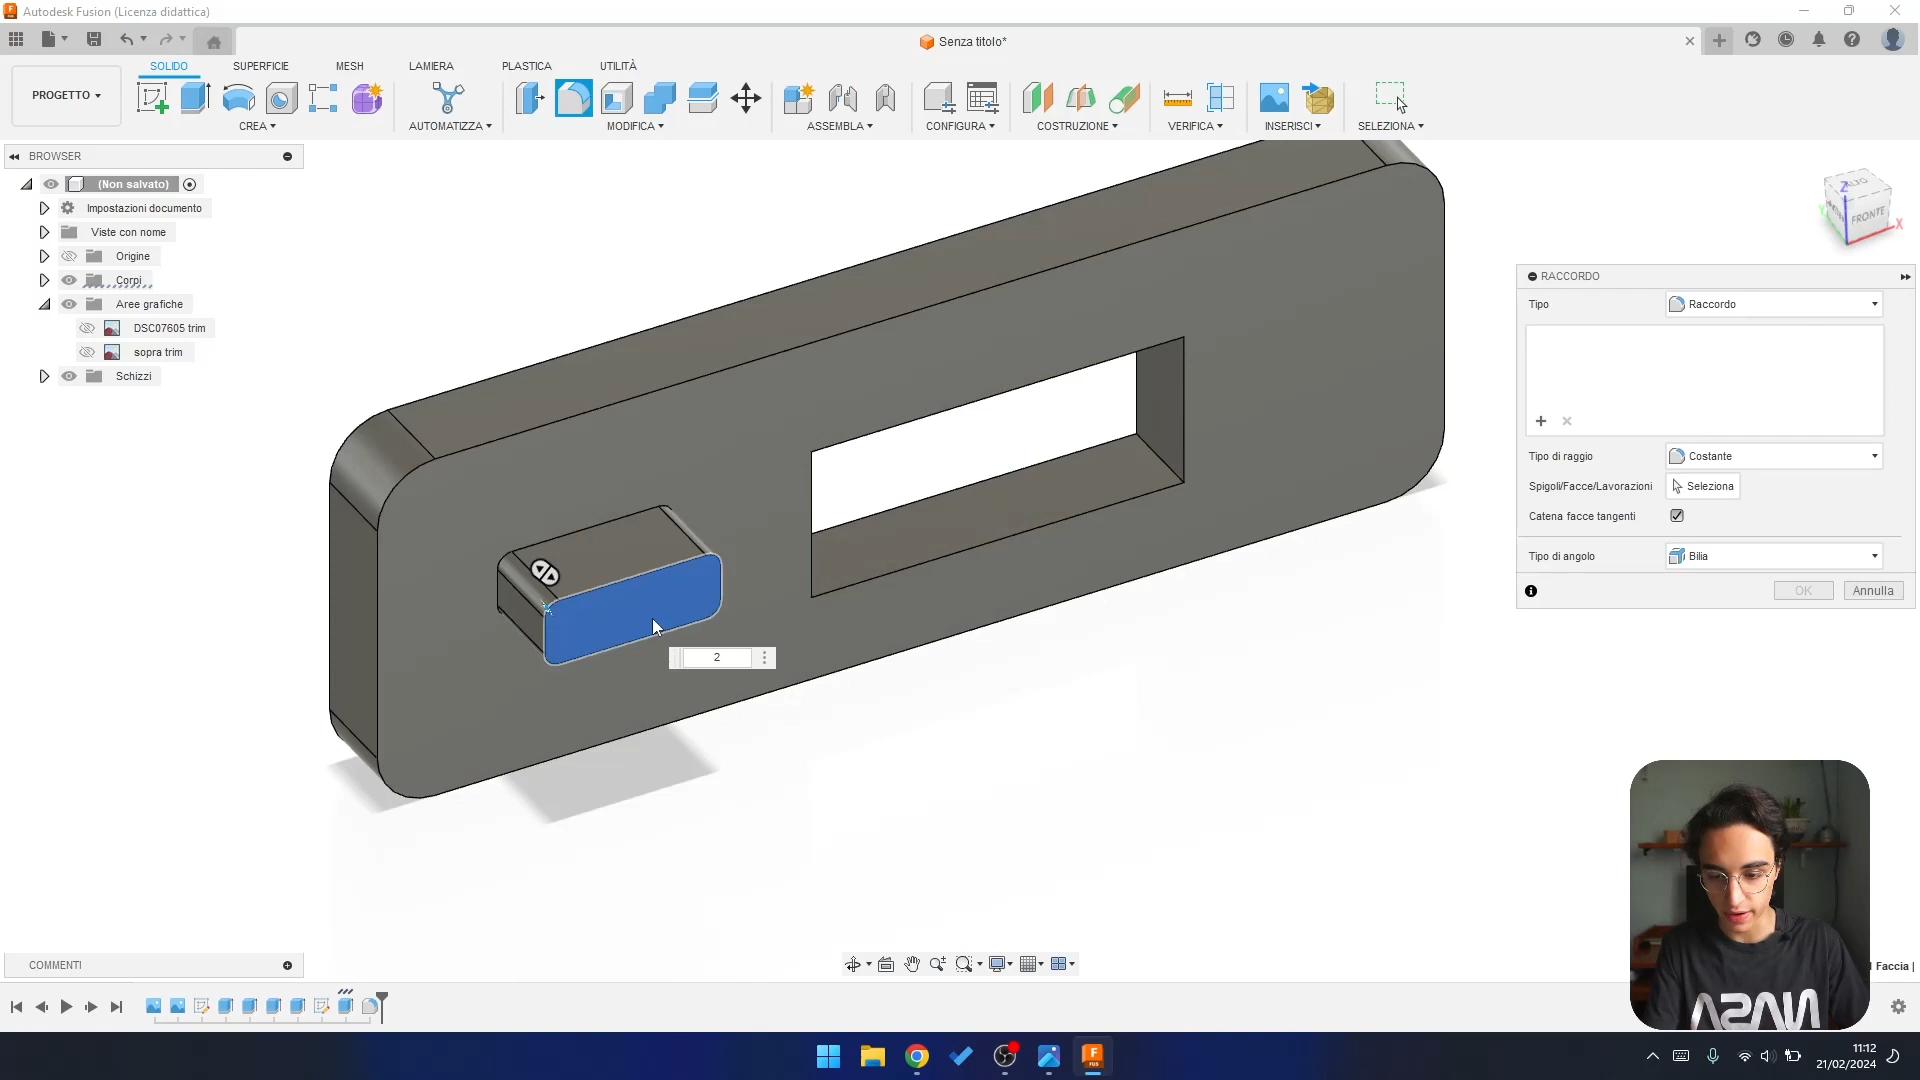 Autodesk Fusion (Licenza didattica)
Senza titolo*
PROGETTO
SOLIDO
SUPERFICIE
MESH
LAMIERA
PLASTICA
UTILITÀ
CREA
AUTOMATIZZA
MODIFICA
ASSEMBLA
CONFIGURA
COSTRUZIONE
VERIFICA
INSERISCI
SELEZIONA
BROWSER
(Non salvato)
Impostazioni documento
Viste con nome
Origine
Corpi
Aree grafiche
DSC07605 trim
sopra trim
Schizzi
ALTO
FRONTE
Z
X
RACCORDO
Tipo
Raccordo
Tipo di raggio
Costante
Spigoli/Facce/Lavorazioni
Seleziona
Catena facce tangenti
Tipo di angolo
Bilia
OK
Annulla
2
COMMENTI
1 Faccia |
NASA
11:12
21/02/2024